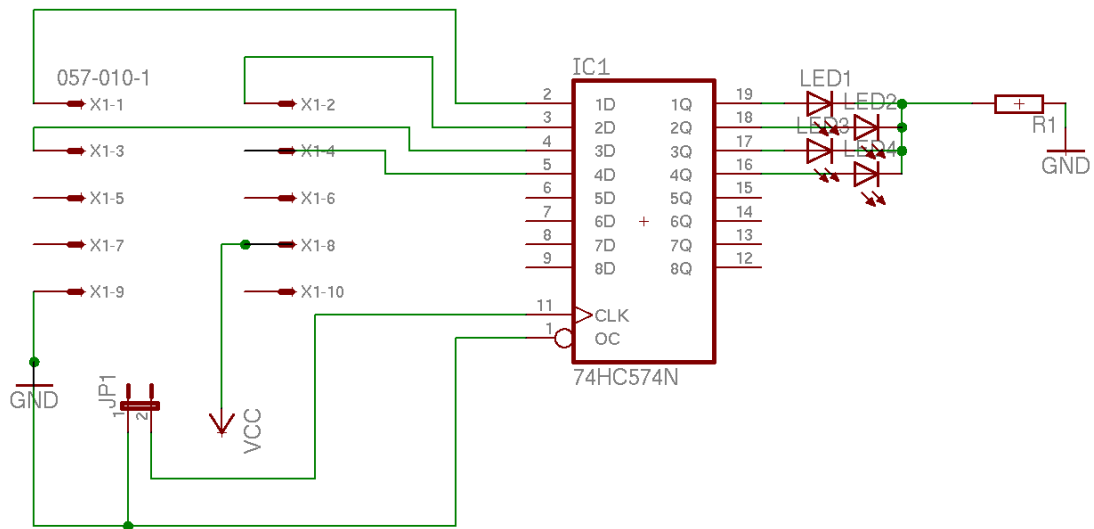 057-010-1
X1-1
X1-2
X1-3
X1-4
X1-5
X1-6
X1-7
X1-8
X1-9
X1-10
GND
JP1
1
2
VCC
IC1
2 1D 1Q 19
3 2D 2Q 18
4 3D 3Q 17
5 4D 4Q 16
6 5D 5Q 15
7 6D 6Q 14
8 7D 7Q 13
9 8D 8Q 12
11 CLK
1 OC
74HC574N
LED1
LED2
LED3
LED4
R1
GND